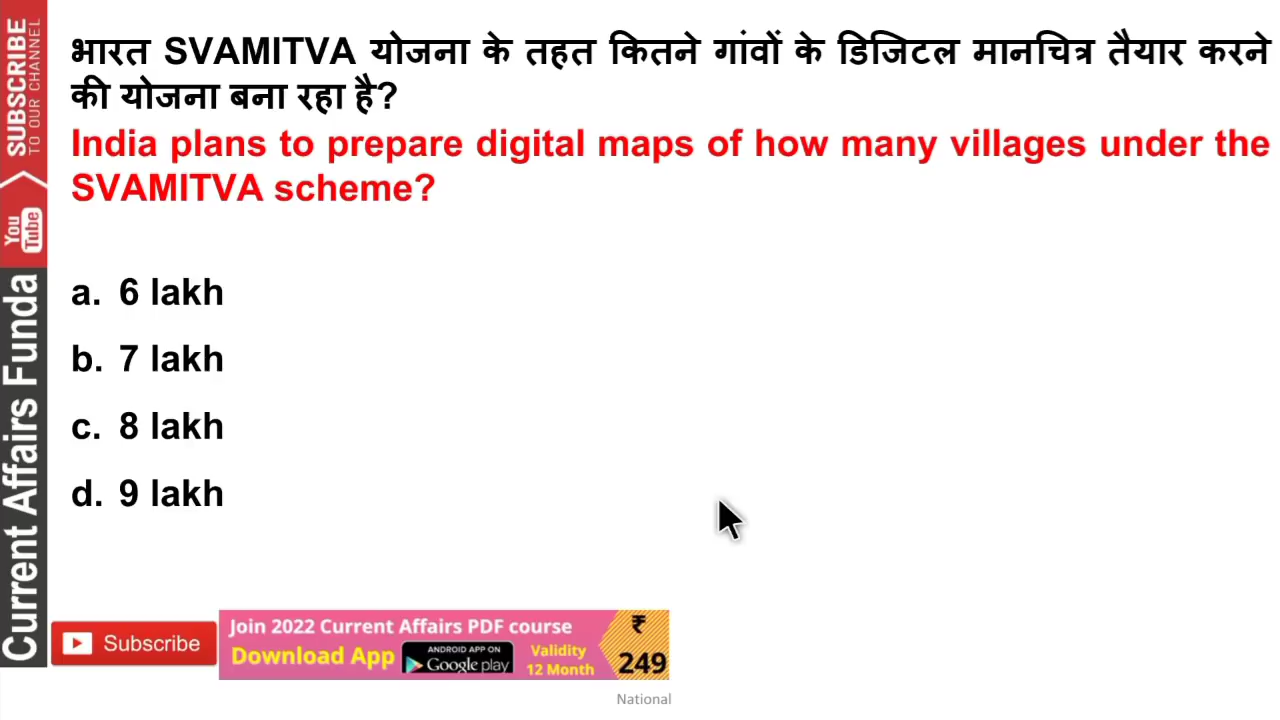 भारत SVAMITVA योजना के तहत कितने गांवों के डिजिटल मानचित्र तैयार करने
की योजना बना रहा है?
India plans to prepare digital maps of how many villages under the
SVAMITVA scheme?
a. 6 lakh
b. 7 lakh
c. 8 lakh
d. 9 lakh
SUBSCRIBE
TO OUR CHANNEL
You
Tube
Current Affairs Funda
Subscribe
Join 2022 Current Affairs PDF course
Download App
ANDROID APP ON
Google play
Validity
12 Month
₹
249
National